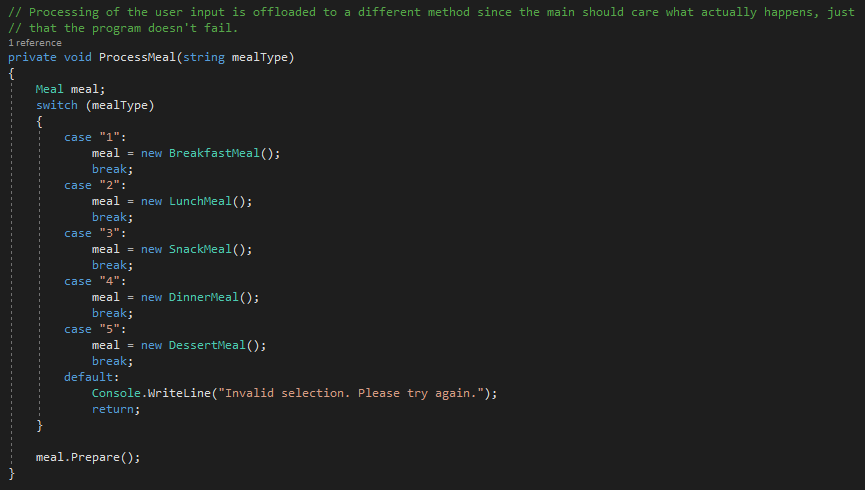 // Processing of the user input is offloaded to a different method since the main should care what actually happens, just
// that the program doesn't fail.
1 reference
private void ProcessMeal(string mealType)
{
    Meal meal;
    switch (mealType)
    {
        case "1":
            meal = new BreakfastMeal();
            break;
        case "2":
            meal = new LunchMeal();
            break;
        case "3":
            meal = new SnackMeal();
            break;
        case "4":
            meal = new DinnerMeal();
            break;
        case "5":
            meal = new DessertMeal();
            break;
        default:
            Console.WriteLine("Invalid selection. Please try again.");
            return;
    }

    meal.Prepare();
}